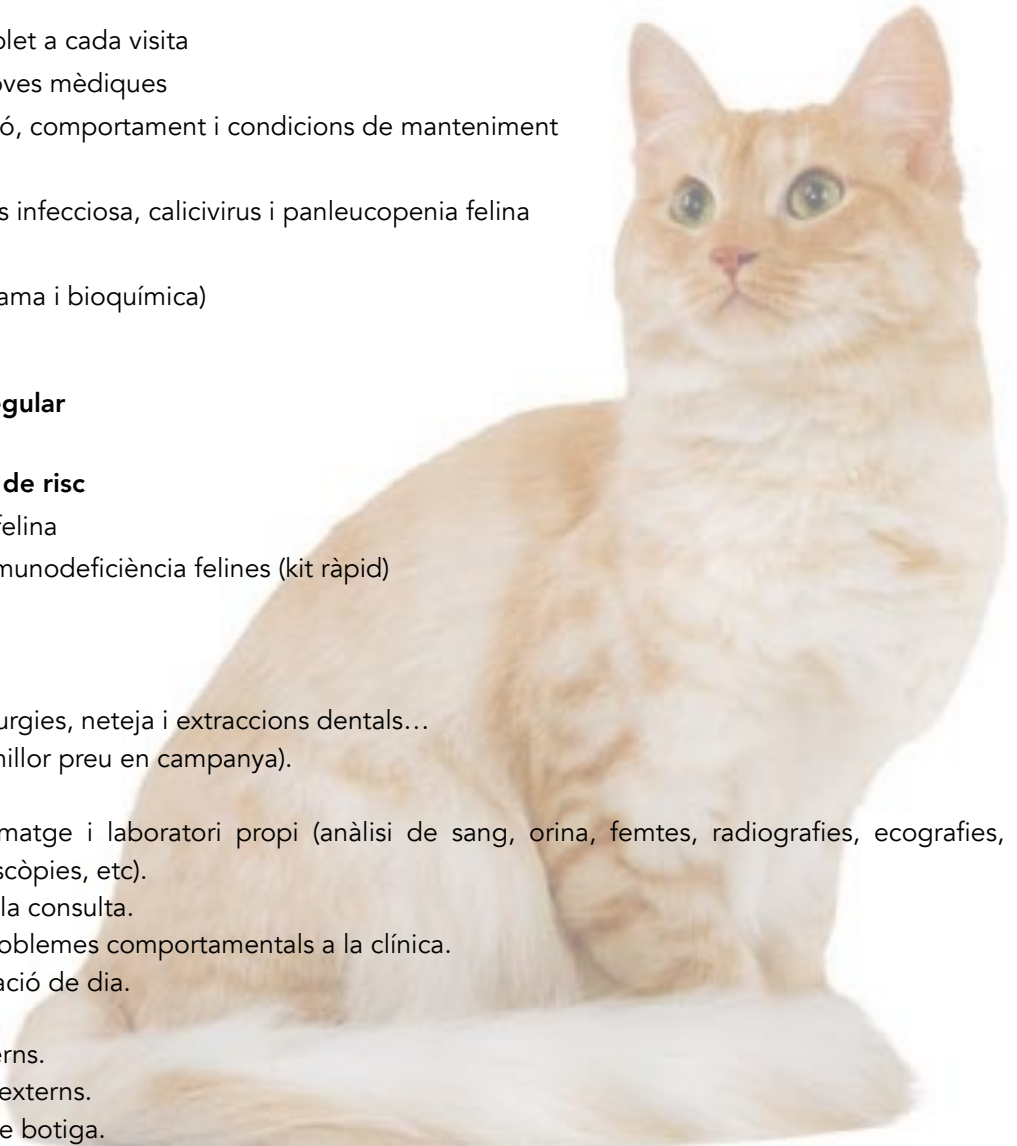 olet a cada visita
oves mèdiques
ó, comportament i condicions de manteniment
s infecciosa, calicivirus i panleucopenia felina
ama i bioquímica)
egular
de risc
felina
munodeficiència felines (kit ràpid)
urgies, neteja i extraccions dentals…
millor preu en campanya).
matge i laboratori propi (anàlisi de sang, orina, femtes, radiografies, ecografies,
scòpies, etc).
la consulta.
oblemes comportamentals a la clínica.
ació de dia.
erns.
externs.
e botiga.